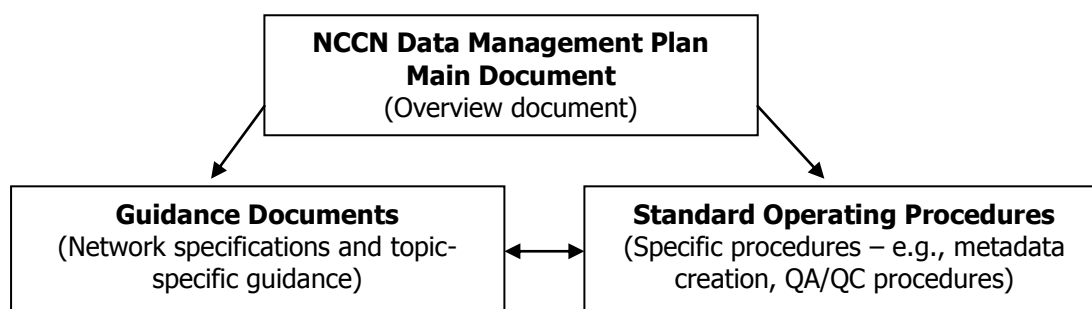 NCCN Data Management Plan
Main Document
(Overview document)
Guidance Documents
(Network specifications and topic-
specific guidance)
Standard Operating Procedures
(Specific procedures – e.g., metadata
creation, QA/QC procedures)